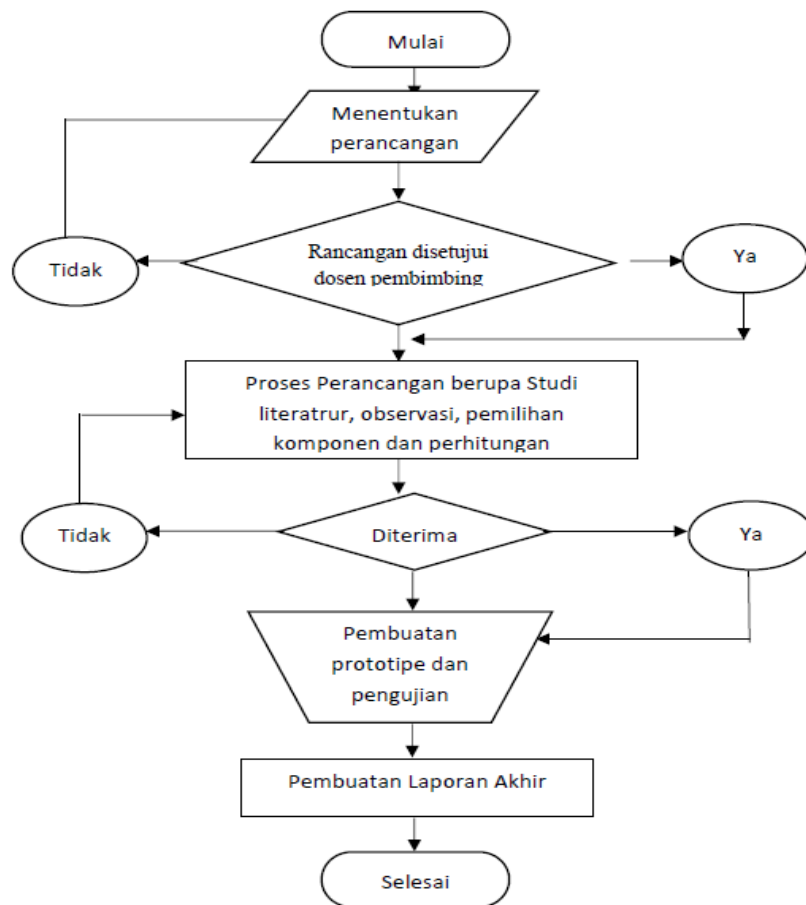 Mulai
Menentukan
perancangan
Rancangan disetujui
dosen pembimbing
Tidak
Ya
Proses Perancangan berupa Studi
literatrur, observasi, pemilihan
komponen dan perhitungan
Tidak
Diterima
Ya
Pembuatan
prototipe dan
pengujian
Pembuatan Laporan Akhir
Selesai